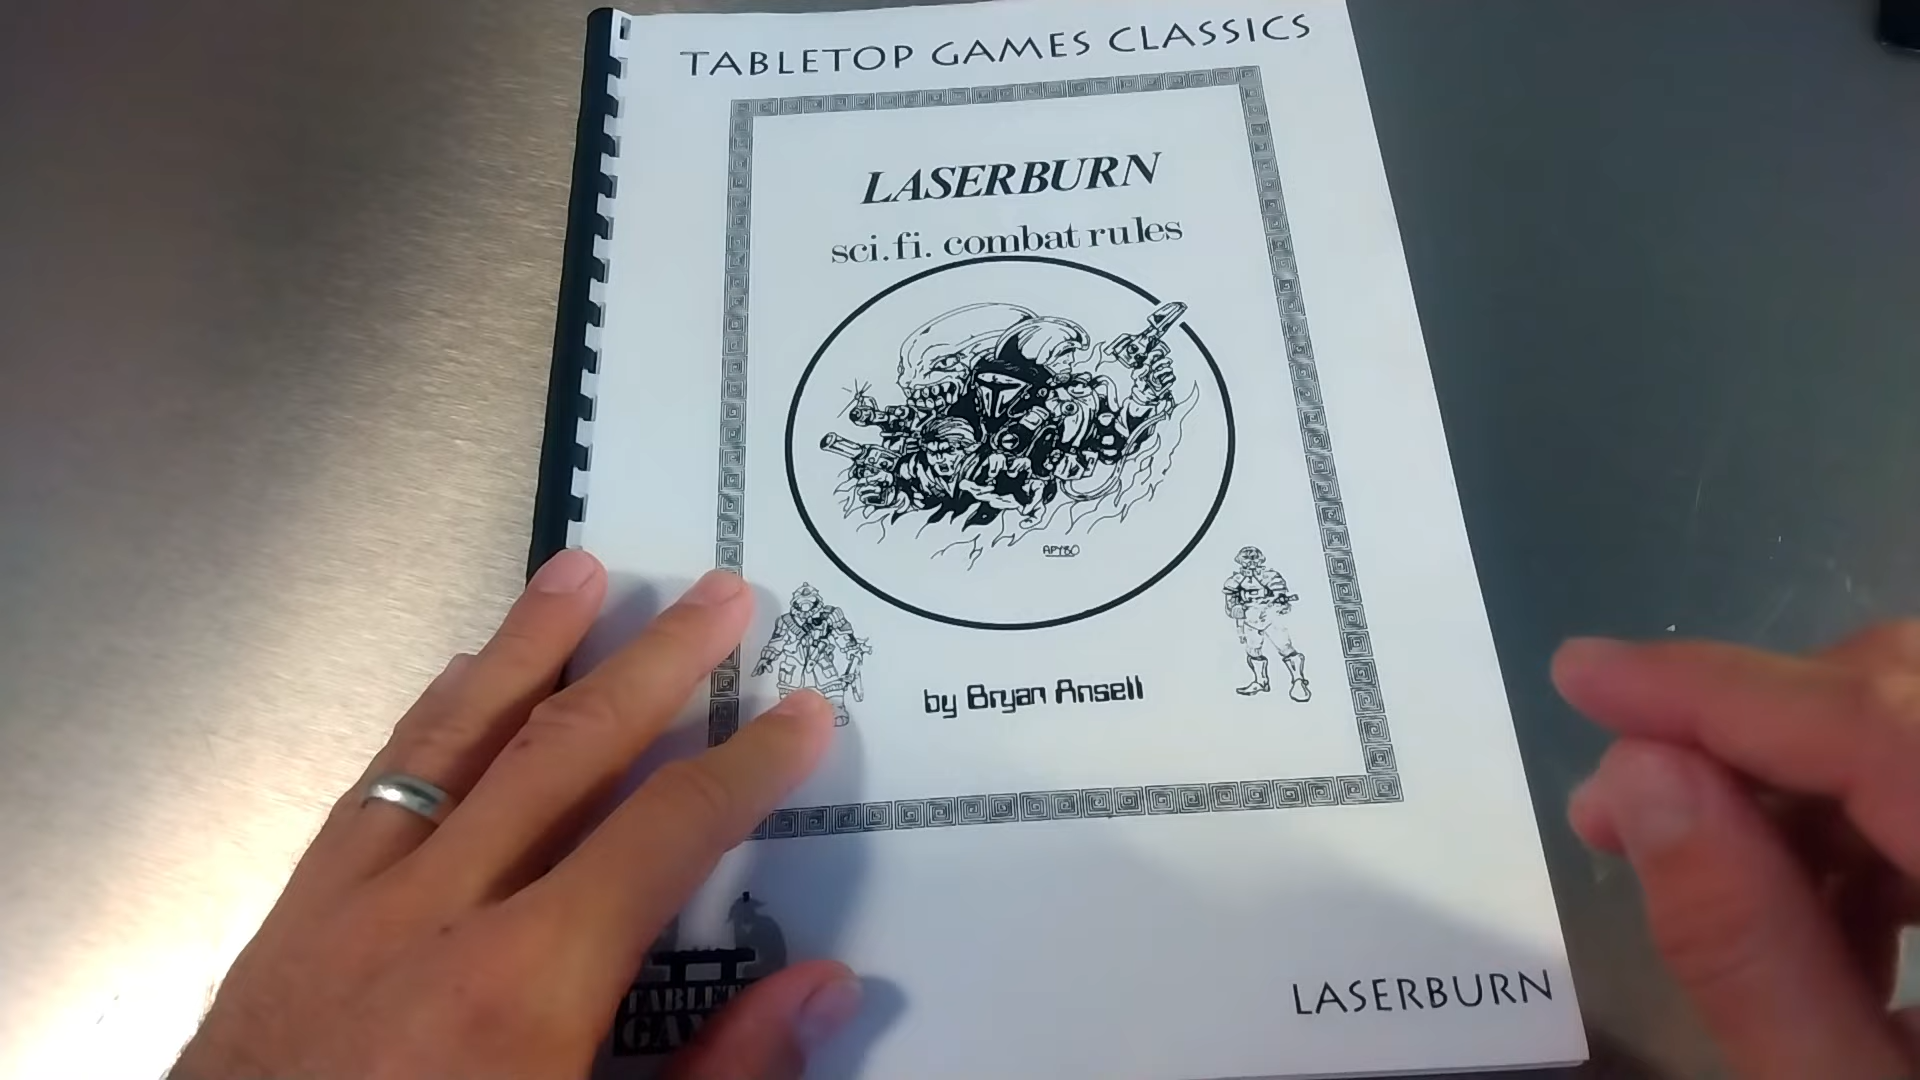 TABLETOP GAMES CLASSICS
LASERBURN
sci.fi. combat rules
by Bryan Ansell
LASERBURN